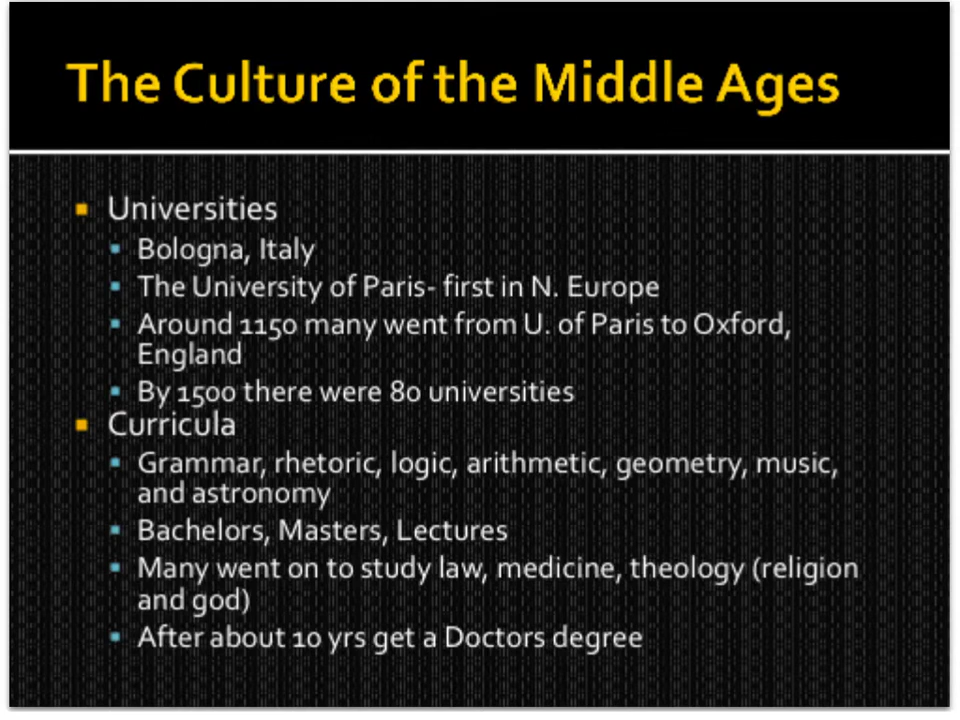 The Culture of the Middle Ages
Universities
Bologna, Italy
The University of Paris- first in N. Europe
Around 1150 many went from U. of Paris to Oxford,
England
By 1500 there were 80 universities
Curricula
Grammar, rhetoric, logic, arithmetic, geometry, music,
and astronomy
Bachelors, Masters, Lectures
Many went on to study law, medicine, theology (religion
and god)
After about 10 yrs get a Doctors degree